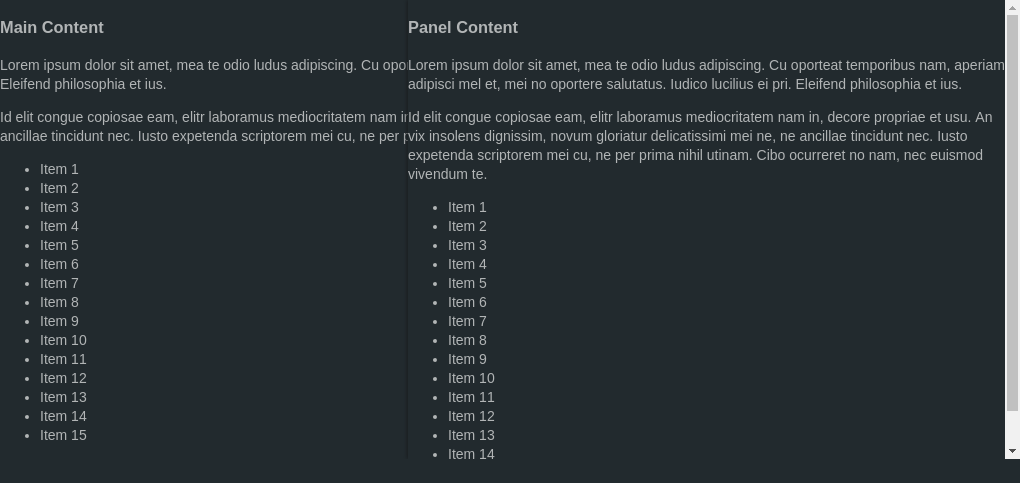 Main Content
Lorem ipsum dolor sit amet, mea te odio ludus adipiscing. Cu
Eleifend philosophia et ius.
Id elit congue copiosae eam, elitr laboramus mediocritatem nam
ancillae tincidunt nec. Iusto expetenda scriptorem mei cu, ne per
• Item 1
• Item 2
• Item 3
• Item 4
• Item 5
• Item 6
• Item 7
• Item 8
• Item 9
• Item 10
• Item 11
• Item 12
• Item 13
• Item 14
• Item 15
Panel Content
Lorem ipsum dolor sit amet, mea te odio ludus adipiscing. Cu oporteat temporibus nam, aperiam
adipisci mel et, mei no oportere salutatus. Iudico lucilius ei pri. Eleifend philosophia et ius.
Id elit congue copiosae eam, elitr laboramus mediocritatem nam in, decore propriae et usu. An
vix insolens dignissim, novum gloriatur delicatissimi mei ne, ne ancillae tincidunt nec. Iusto
expetenda scriptorem mei cu, ne per prima nihil utinam. Cibo ocurreret no nam, nec euismod
vivendum te.
• Item 1
• Item 2
• Item 3
• Item 4
• Item 5
• Item 6
• Item 7
• Item 8
• Item 9
• Item 10
• Item 11
• Item 12
• Item 13
• Item 14